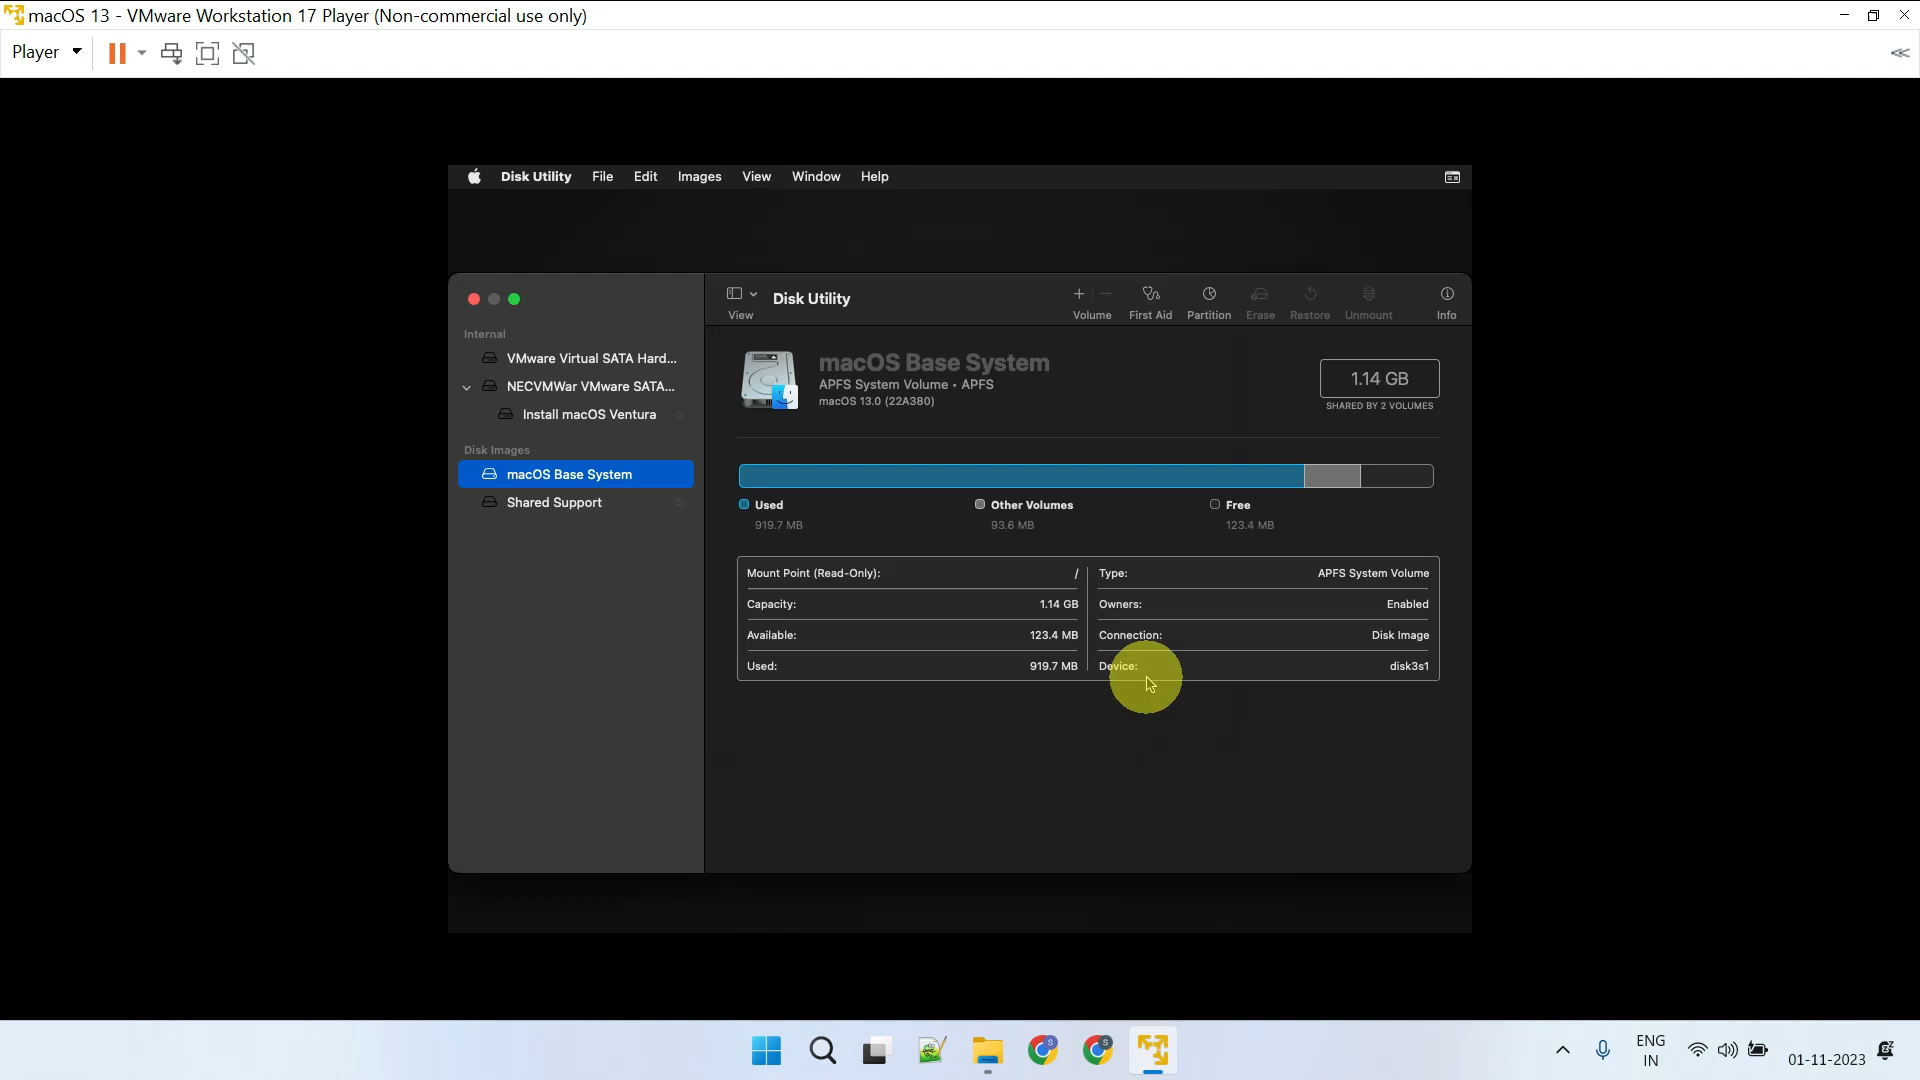 macOS 13 - VMware Workstation 17 Player (Non-commercial use only)
Player
Disk Utility File Edit Images View Window Help
Disk Utility
View
Volume First Aid Partition Erase Restore Unmount Info
Internal
VMware Virtual SATA Hard...
NECVMWar VMware SATA...
Install macOS Ventura
Disk Images
macOS Base System
Shared Support
macOS Base System
APFS System Volume • APFS
macOS 13.0 (22A380)
1.14 GB
SHARED BY 2 VOLUMES
Used
919.7 MB
Other Volumes
93.6 MB
Free
123.4 MB
Mount Point (Read-Only): /
Capacity: 1.14 GB
Available: 123.4 MB
Used: 919.7 MB
Type: APFS System Volume
Owners: Enabled
Connection: Disk Image
Device: disk3s1
S
S
ENG
IN
01-11-2023